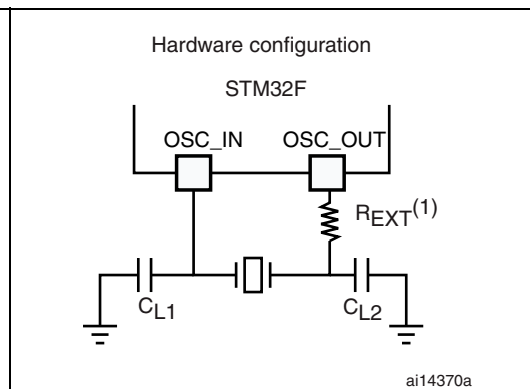 Hardware configuration
STM32F
OSC_IN OSC_OUT
REXT(1)
CL1
CL2
ai14370a